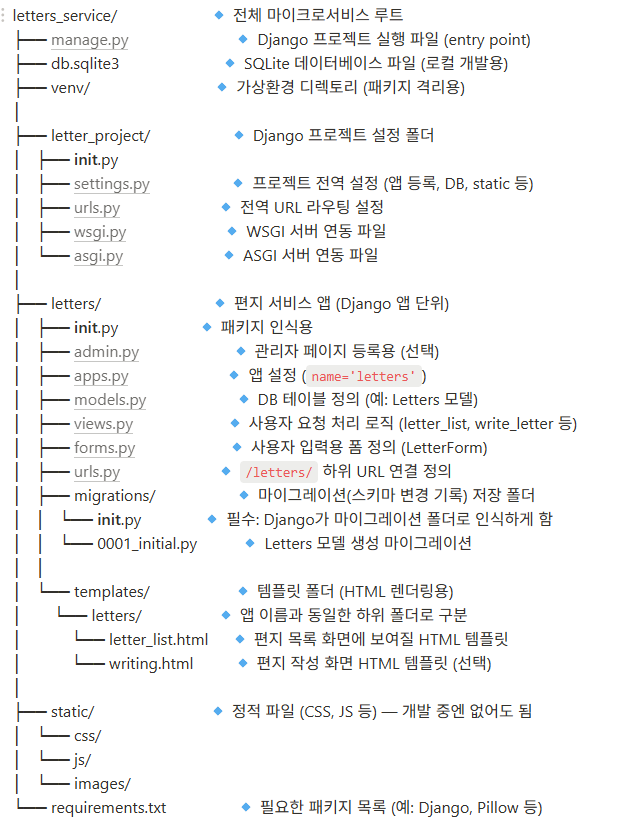 letters_service/ 🔹 전체 마이크로서비스 루트
├── manage.py 🔹 Django 프로젝트 실행 파일 (entry point)
├── db.sqlite3 🔹 SQLite 데이터베이스 파일 (로컬 개발용)
├── venv/ 🔹 가상환경 디렉토리 (패키지 격리용)
│
├── letter_project/ 🔹 Django 프로젝트 설정 폴더
│ ├── init.py
│ ├── settings.py 🔹 프로젝트 전역 설정 (앱 등록, DB, static 등)
│ ├── urls.py 🔹 전역 URL 라우팅 설정
│ ├── wsgi.py 🔹 WSGI 서버 연동 파일
│ └── asgi.py 🔹 ASGI 서버 연동 파일
│
├── letters/ 🔹 편지 서비스 앱 (Django 앱 단위)
│ ├── init.py 🔹 패키지 인식용
│ ├── admin.py 🔹 관리자 페이지 등록용 (선택)
│ ├── apps.py 🔹 앱 설정 (name='letters')
│ ├── models.py 🔹 DB 테이블 정의 (예: Letters 모델)
│ ├── views.py 🔹 사용자 요청 처리 로직 (letter_list, write_letter 등)
│ ├── forms.py 🔹 사용자 입력용 폼 정의 (LetterForm)
│ ├── urls.py 🔹 /letters/ 하위 URL 연결 정의
│ ├── migrations/ 🔹 마이그레이션(스키마 변경 기록) 저장 폴더
│ │ └── init.py 🔹 필수: Django가 마이그레이션 폴더로 인식하게 함
│ │ └── 0001_initial.py 🔹 Letters 모델 생성 마이그레이션
│ │
│ └── templates/ 🔹 템플릿 폴더 (HTML 렌더링용)
│ └── letters/ 🔹 앱 이름과 동일한 하위 폴더로 구분
│ └── letter_list.html 🔹 편지 목록 화면에 보여질 HTML 템플릿
│ └── writing.html 🔹 편지 작성 화면 HTML 템플릿 (선택)
│
├── static/ 🔹 정적 파일 (CSS, JS 등) — 개발 중엔 없어도 됨
│ └── css/
│ └── js/
│ └── images/
└── requirements.txt 🔹 필요한 패키지 목록 (예: Django, Pillow 등)